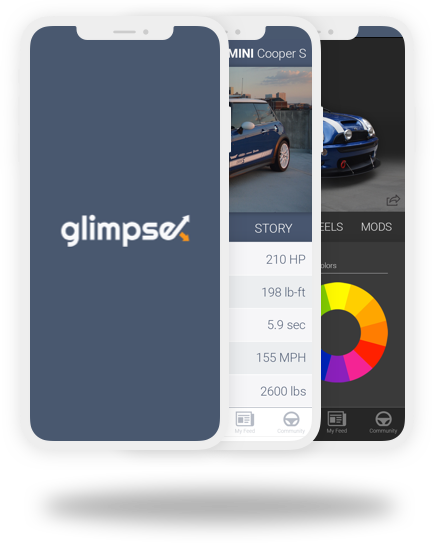 glimpse
MINI Cooper S
STORY
210 HP
198 lb-ft
5.9 sec
155 MPH
2600 lbs
My Feed
Community
EELS
MODS
olors
My Feed
Community